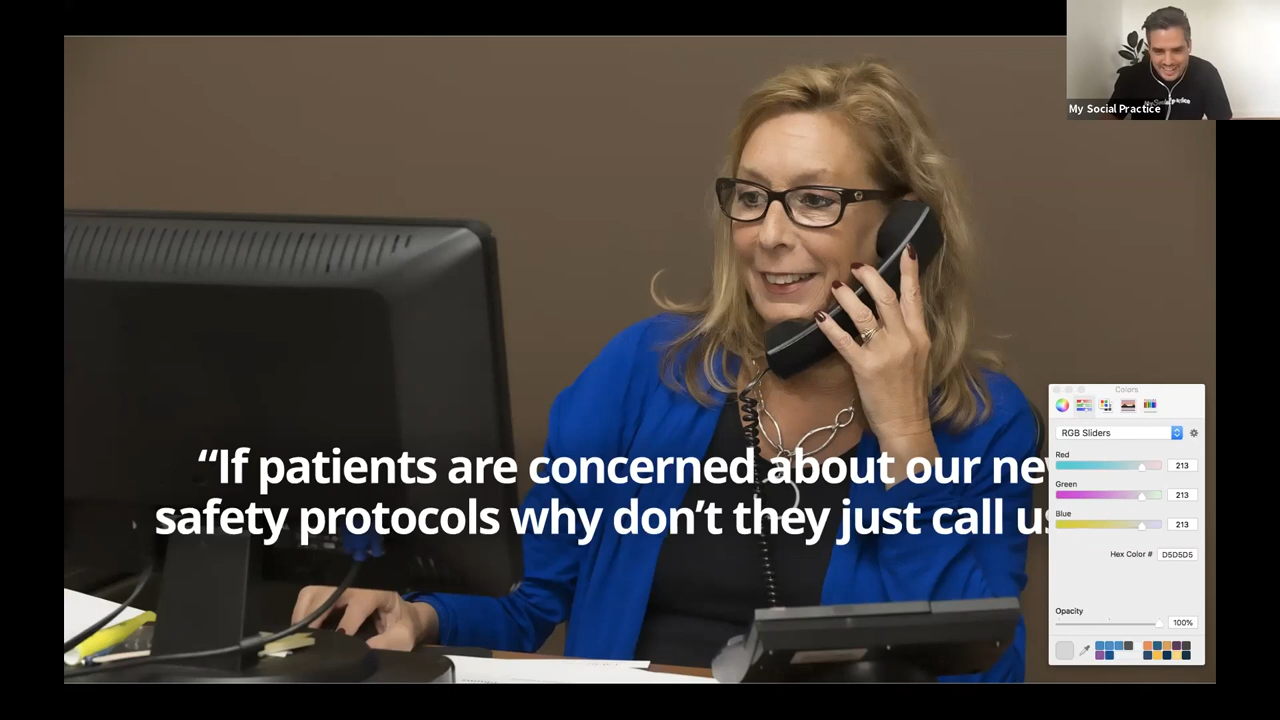 My Social Practice
“If patients are concerned about our
safety protocols why don’t they just call
Colors
RGB Sliders
Red
213
Green
213
Blue
213
Hex Color # D5D5D5
Opacity
100%